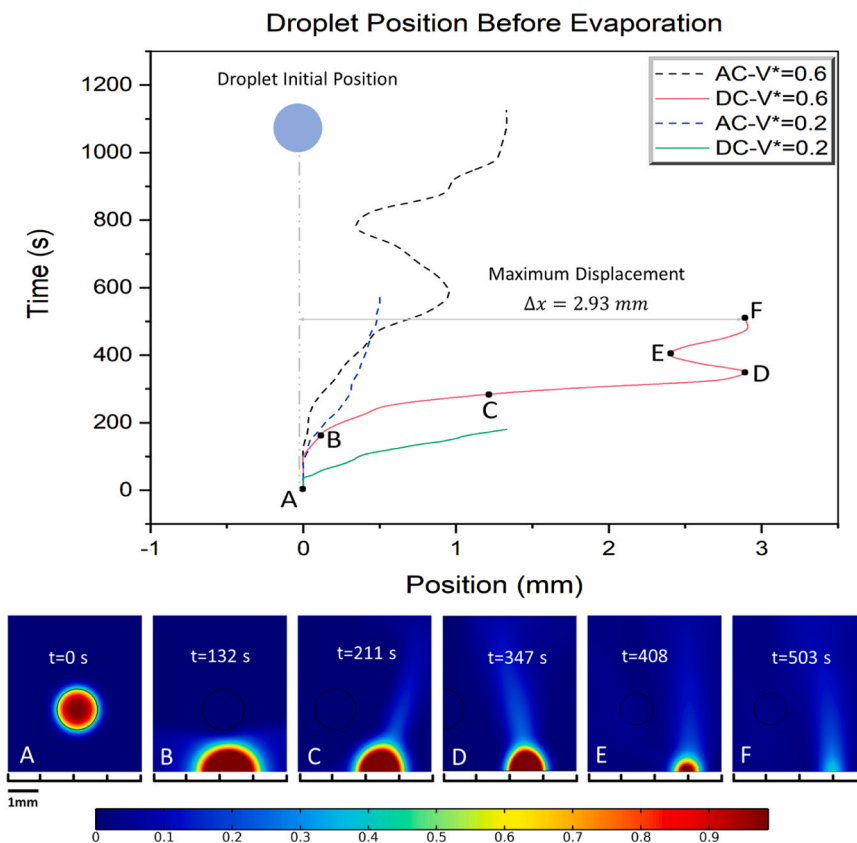 Droplet Position Before Evaporation
Droplet Initial Position
AC-V*=0.6
DC-V*=0.6
AC-V*=0.2
DC-V*=0.2
1200
1000
800
600
400
200
0
Time (s)
Maximum Displacement
Δx = 2.93 mm
F
E
D
C
B
A
-1
0
1
2
3
Position (mm)
t=0 s
t=132 s
t=211 s
t=347 s
t=408
t=503 s
A
B
C
D
E
F
1mm
0
0.1
0.2
0.3
0.4
0.5
0.6
0.7
0.8
0.9